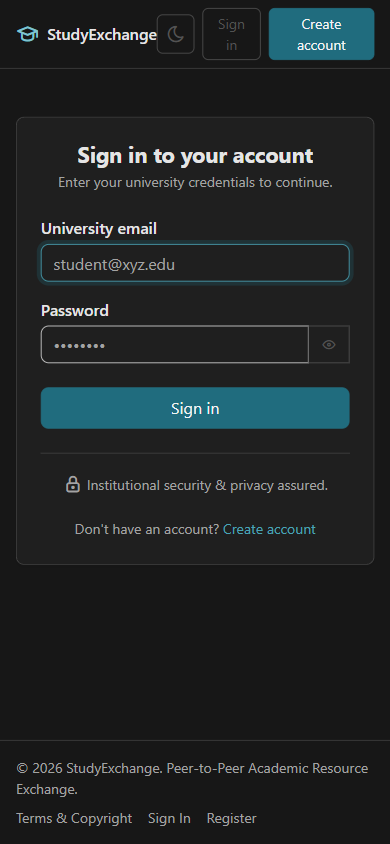 StudyExchange
Sign
in
Create
account
Sign in to your account
Enter your university credentials to continue.
University email
student@xyz.edu
Password
••••••••
Sign in
Institutional security & privacy assured.
Don't have an account? Create account
© 2026 StudyExchange. Peer-to-Peer Academic Resource
Exchange.
Terms & Copyright Sign In Register